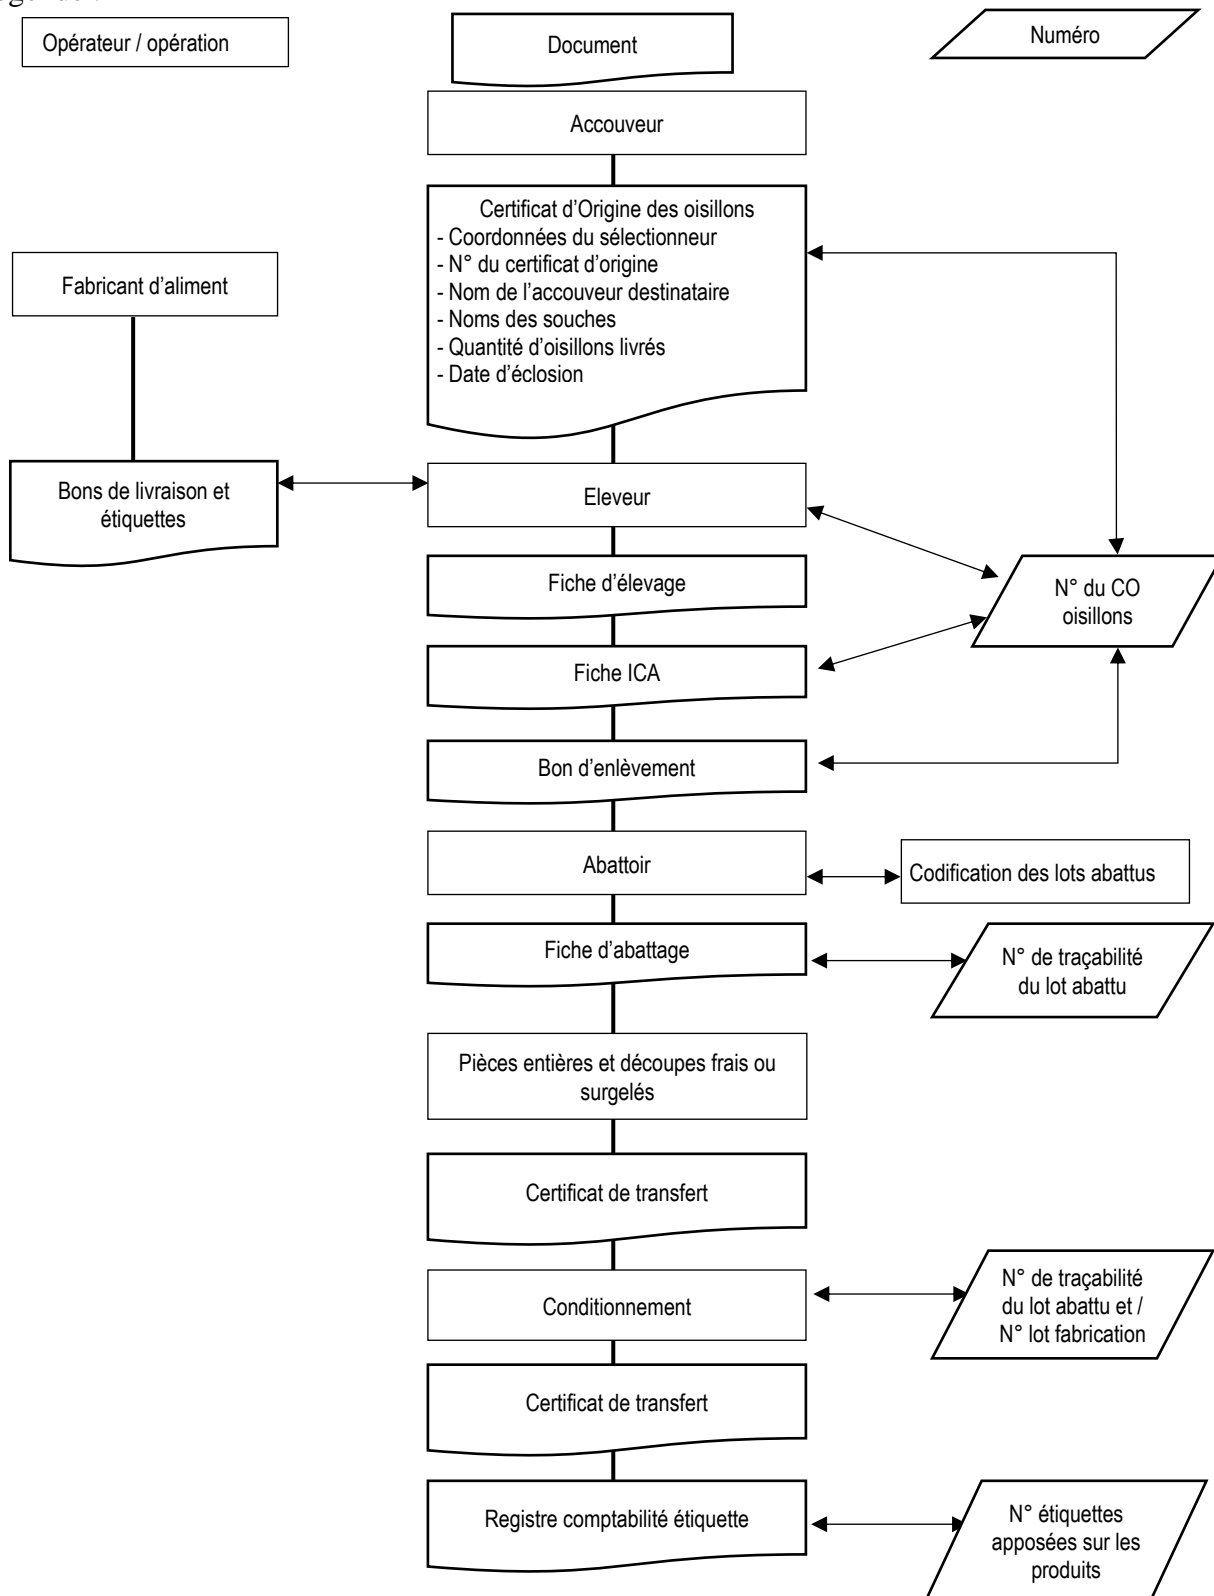 Opérateur / opération
Document
Numéro
Accouveur
Certificat d’Origine des oisillons
- Coordonnées du sélectionneur
- N° du certificat d’origine
- Nom de l’accouveur destinataire
- Noms des souches
- Quantité d’oisillons livrés
- Date d’éclosion
Fabricant d’aliment
Bons de livraison et
étiquettes
Eleveur
Fiche d’élevage
N° du CO
oisillons
Fiche ICA
Bon d’enlèvement
Abattoir
Codification des lots abattus
Fiche d’abattage
N° de traçabilité
du lot abattu
Pièces entières et découpes frais ou
surgelés
Certificat de transfert
Conditionnement
N° de traçabilité
du lot abattu et /
N° lot fabrication
Certificat de transfert
Registre comptabilité étiquette
N° étiquettes
apposées sur les
produits